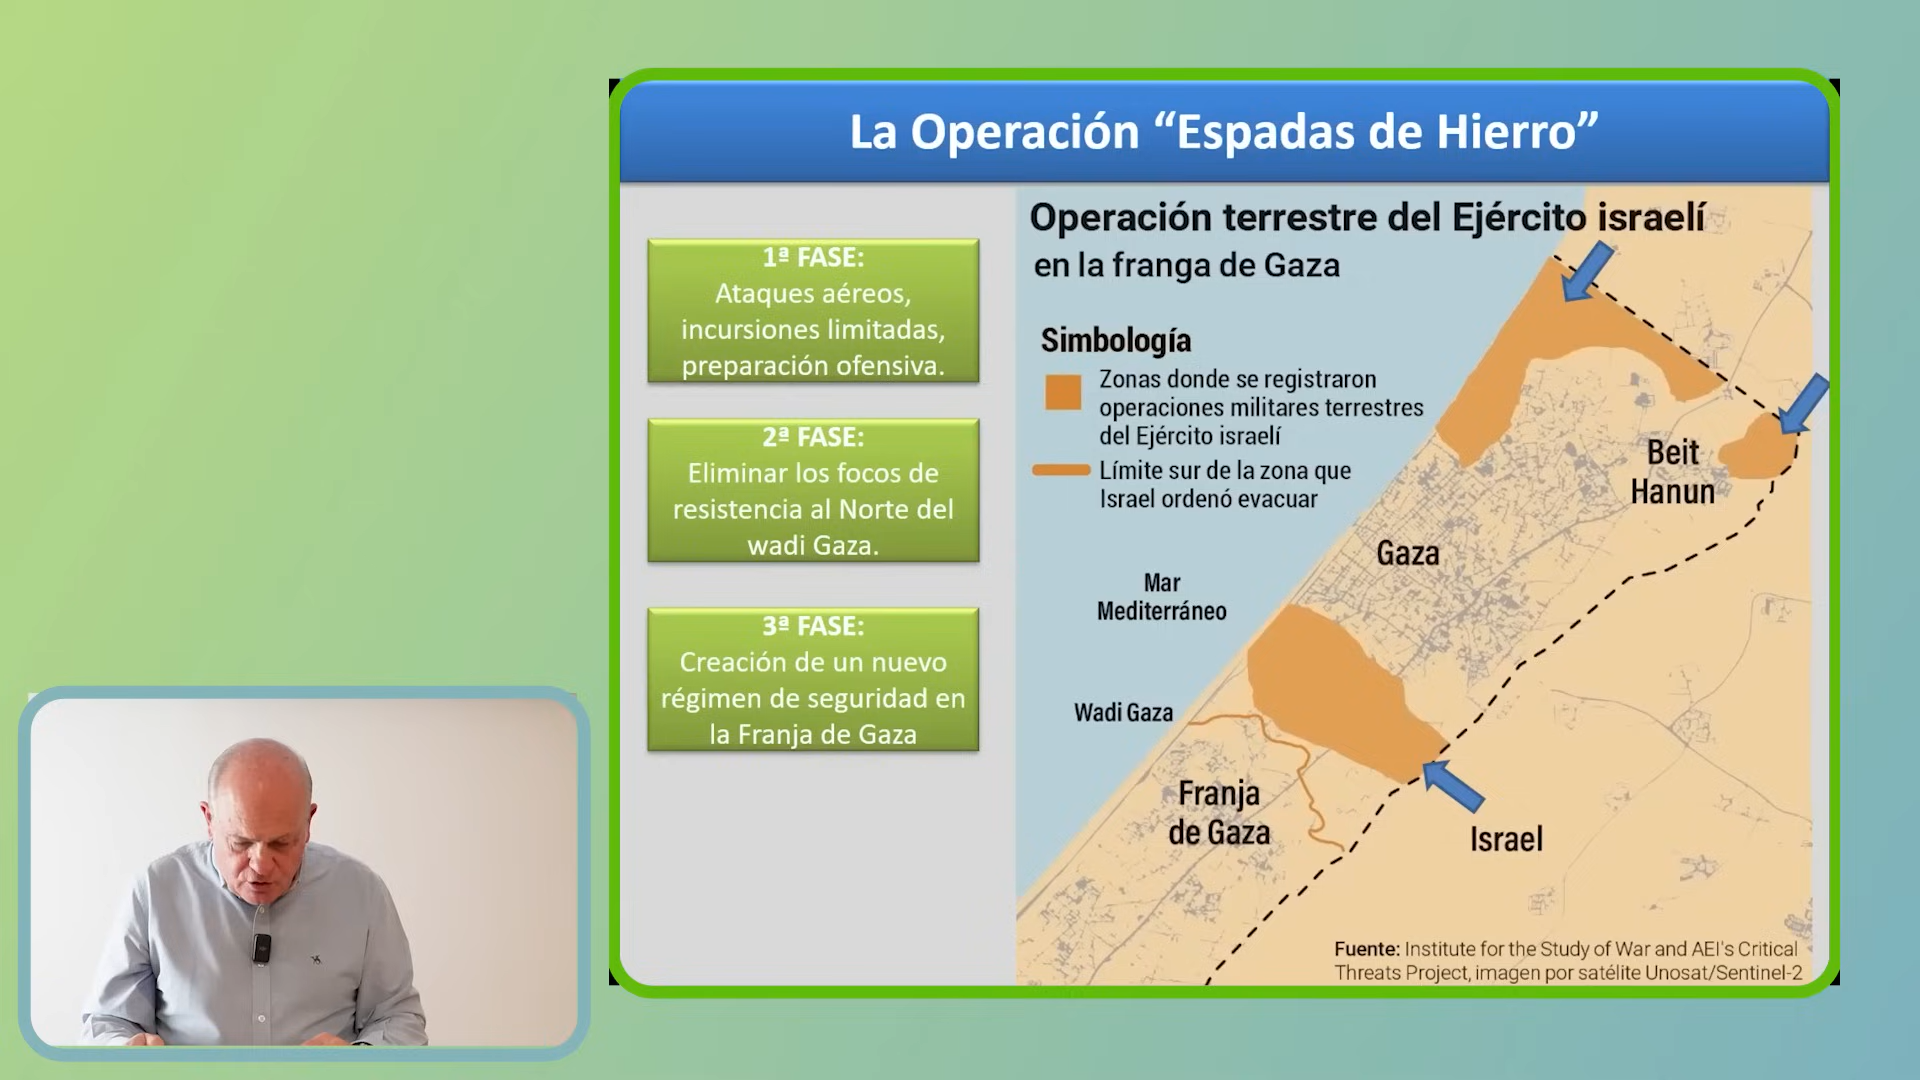 La Operación “Espadas de Hierro”
1ª FASE:
Ataques aéreos,
incursiones limitadas,
preparación ofensiva.
2ª FASE:
Eliminar los focos de
resistencia al Norte del
wadi Gaza.
3ª FASE:
Creación de un nuevo
régimen de seguridad en
la Franja de Gaza
Operación terrestre del Ejército israelí
en la franga de Gaza
Simbología
Zonas donde se registraron
operaciones militares terrestres
del Ejército israelí
Límite sur de la zona que
Israel ordenó evacuar
Beit
Hanun
Gaza
Mar
Mediterráneo
Wadi Gaza
Franja
de Gaza
Israel
Fuente: Institute for the Study of War and AEI's Critical
Threats Project, imagen por satélite Unosat/Sentinel-2